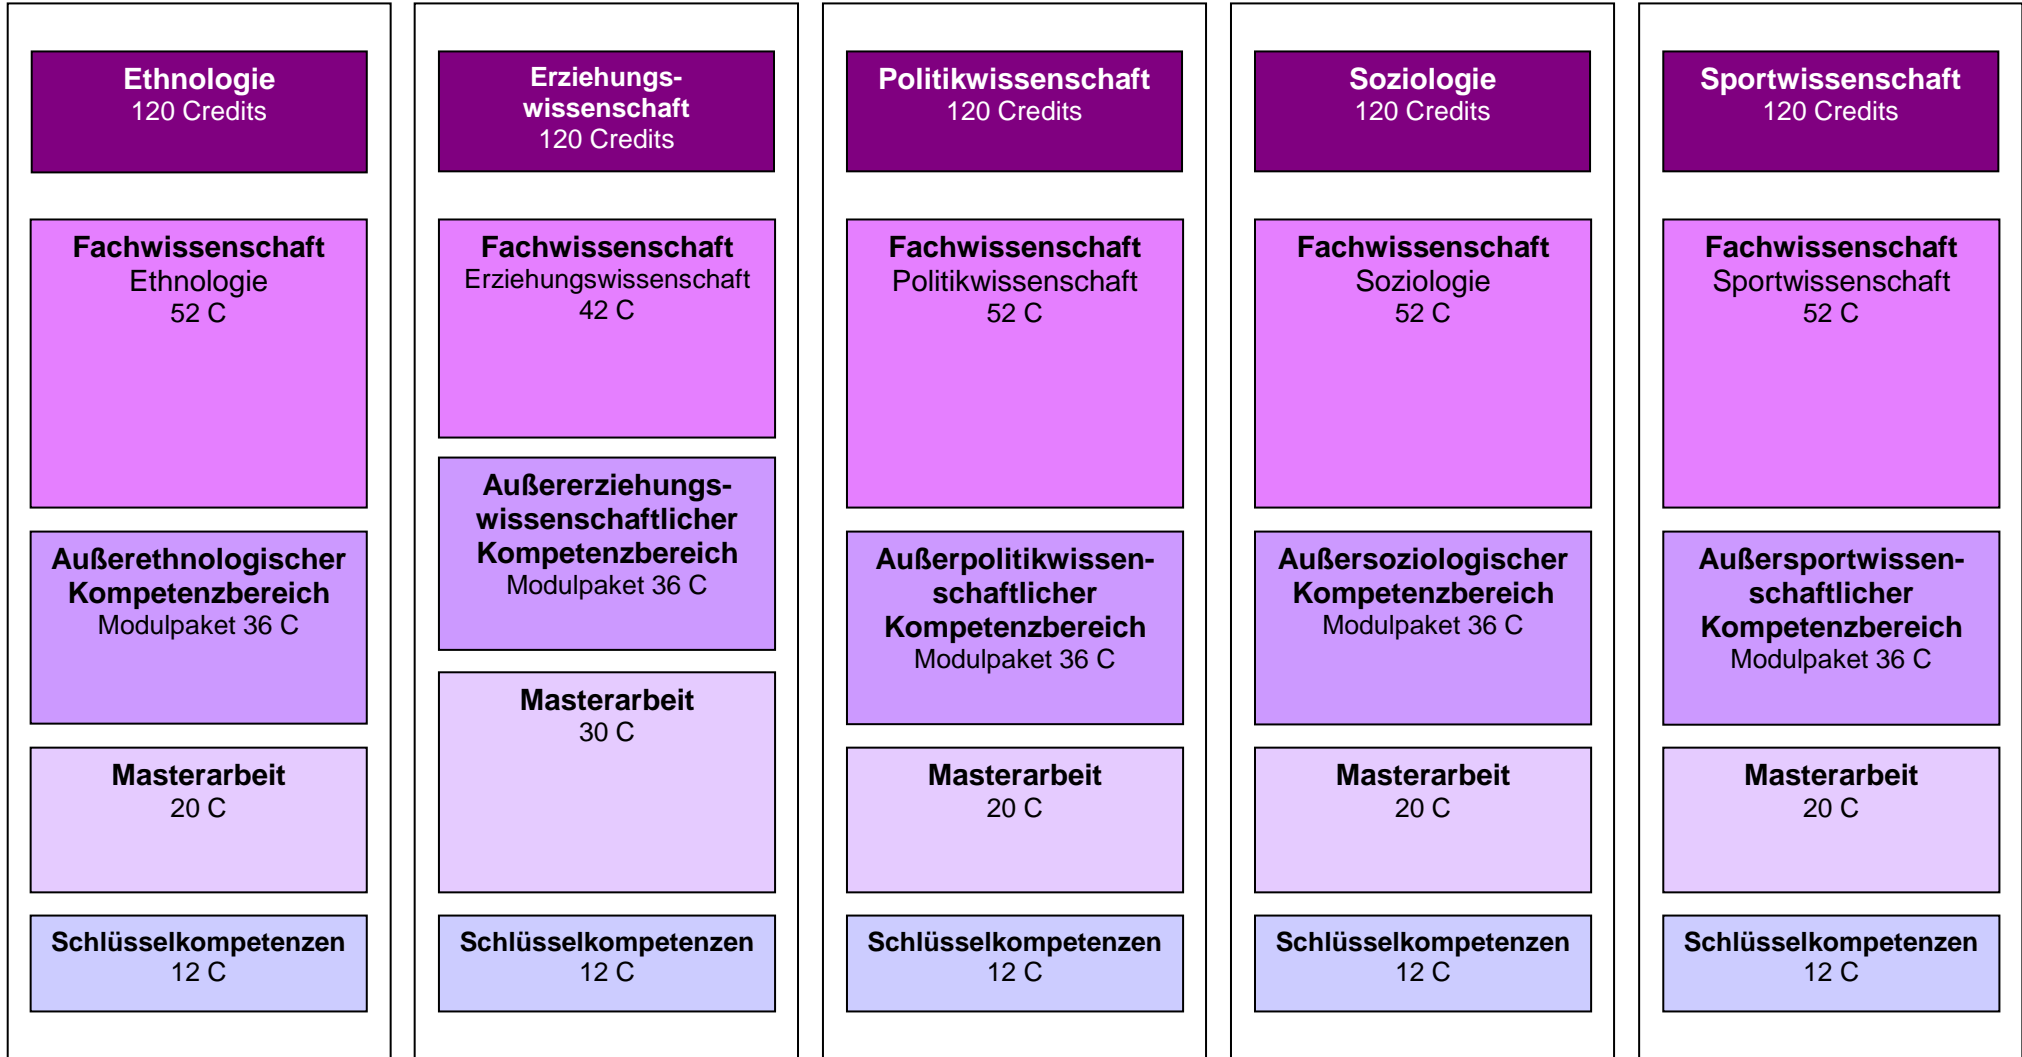 Ethnologie
120 Credits
Fachwissenschaft
Ethnologie
52 C
Außerethnologischer
Kompetenzbereich
Modulpaket 36 C
Masterarbeit
20 C
Schlüsselkompetenzen
12 C
Erziehungs-
wissenschaft
120 Credits
Fachwissenschaft
Erziehungswissenschaft
42 C
Außererziehungs-
wissenschaftlicher
Kompetenzbereich
Modulpaket 36 C
Masterarbeit
30 C
Schlüsselkompetenzen
12 C
Politikwissenschaft
120 Credits
Fachwissenschaft
Politikwissenschaft
52 C
Außerpolitikwissen-
schaftlicher
Kompetenzbereich
Modulpaket 36 C
Masterarbeit
20 C
Schlüsselkompetenzen
12 C
Soziologie
120 Credits
Fachwissenschaft
Soziologie
52 C
Außersoziologischer
Kompetenzbereich
Modulpaket 36 C
Masterarbeit
20 C
Schlüsselkompetenzen
12 C
Sportwissenschaft
120 Credits
Fachwissenschaft
Sportwissenschaft
52 C
Außersportwissen-
schaftlicher
Kompetenzbereich
Modulpaket 36 C
Masterarbeit
20 C
Schlüsselkompetenzen
12 C